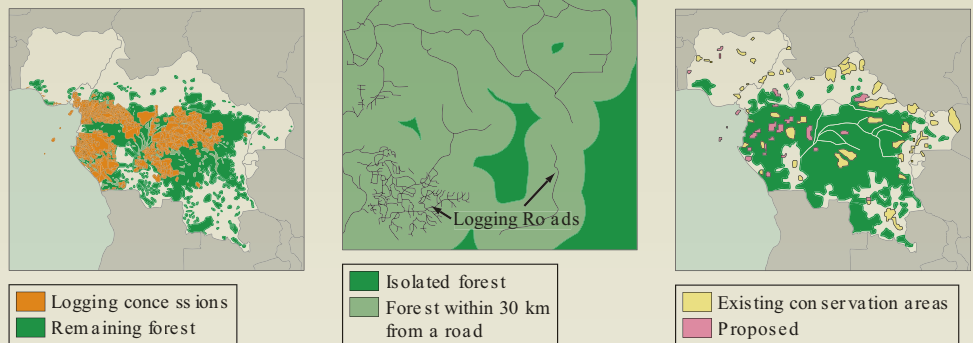 Logging concessions
Remaining forest
Logging Roads
Isolated forest
Forest within 30 km
from a road
Existing conservation areas
Proposed